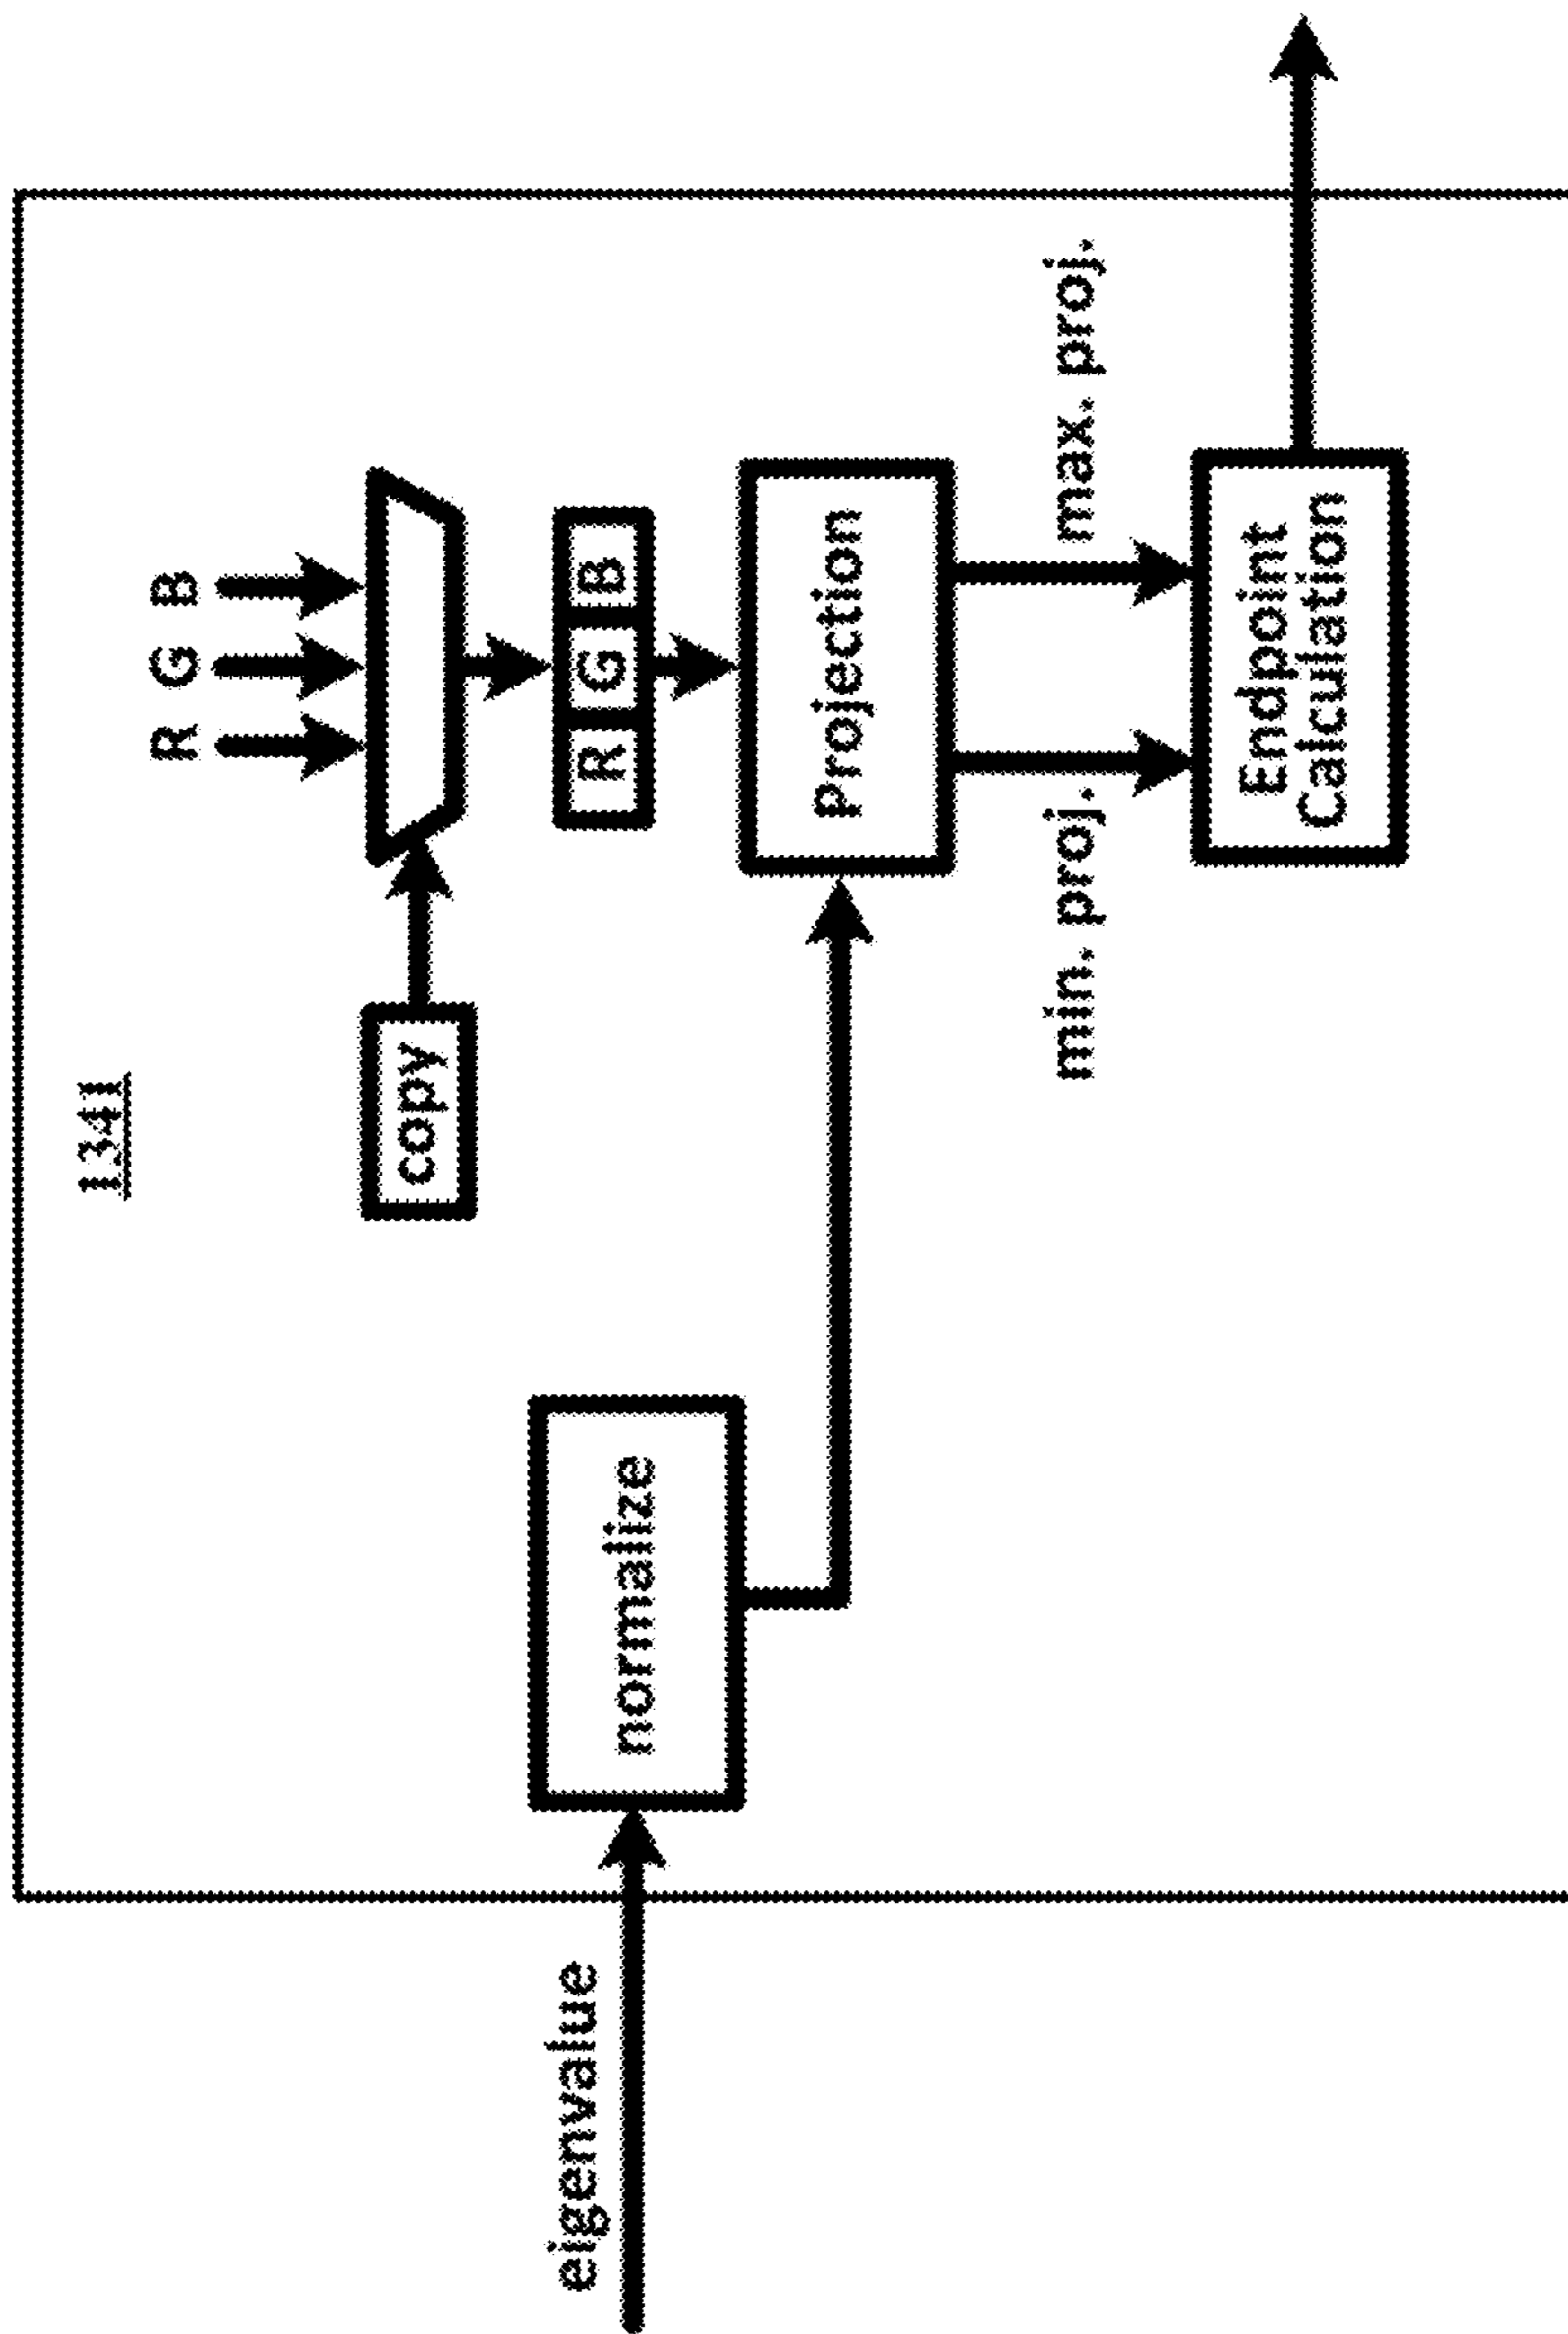 1341
R G B
copy
R G B
eigenvalue
normalize
Projection
min. proj.
max. proj.
Endpoint
Calculation